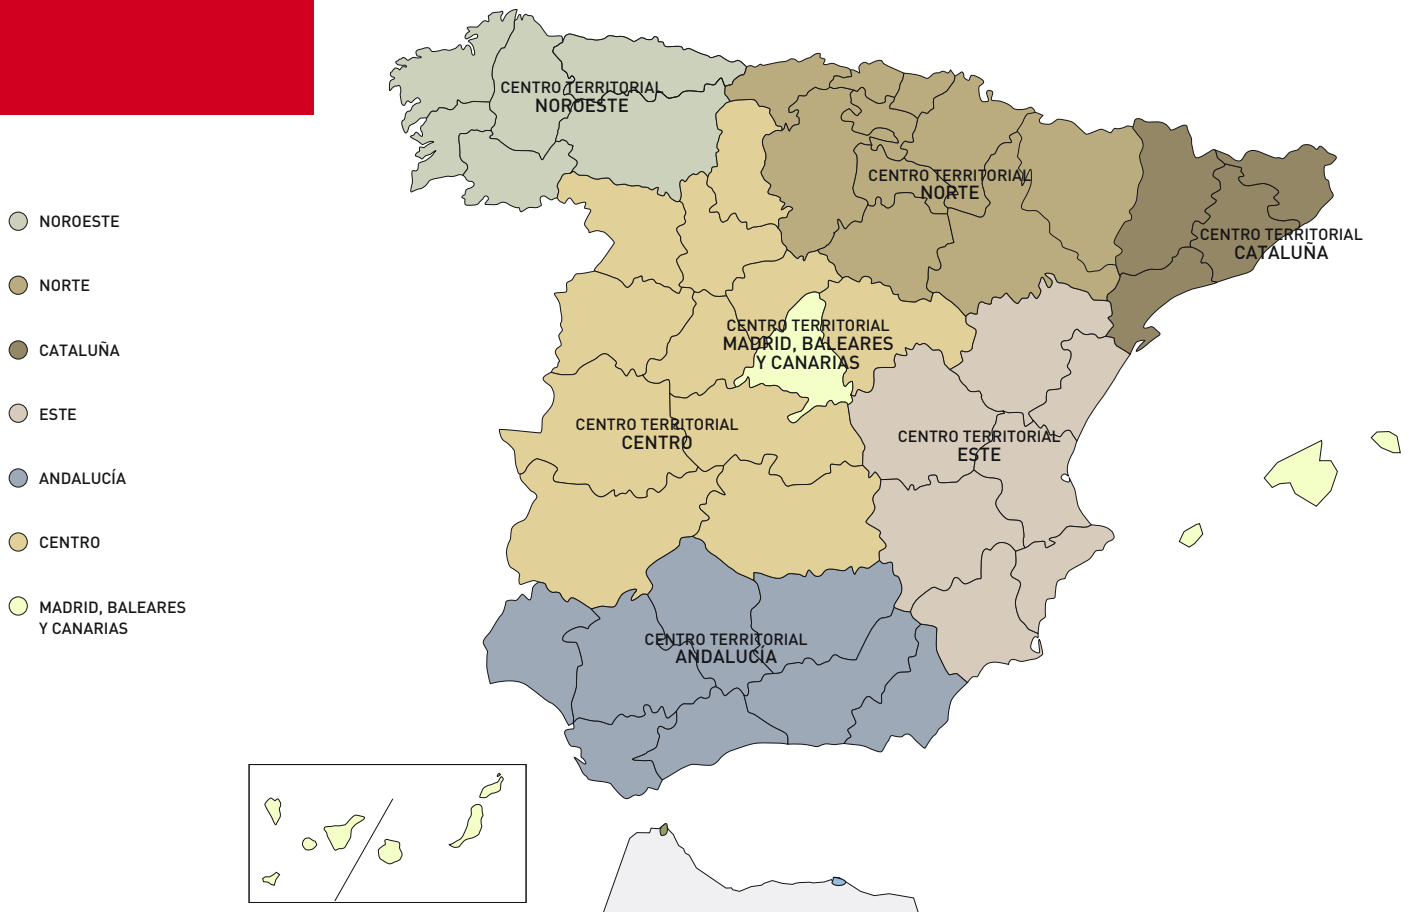 NOROESTE
NORTE
CATALUÑA
ESTE
ANDALUCÍA
CENTRO
MADRID, BALEARES
Y CANARIAS
CENTRO TERRITORIAL
NOROESTE
CENTRO TERRITORIAL
NORTE
CENTRO TERRITORIAL
CATALUÑA
CENTRO TERRITORIAL
MADRID, BALEARES
Y CANARIAS
CENTRO TERRITORIAL
CENTRO
CENTRO TERRITORIAL
ESTE
CENTRO TERRITORIAL
ANDALUCÍA